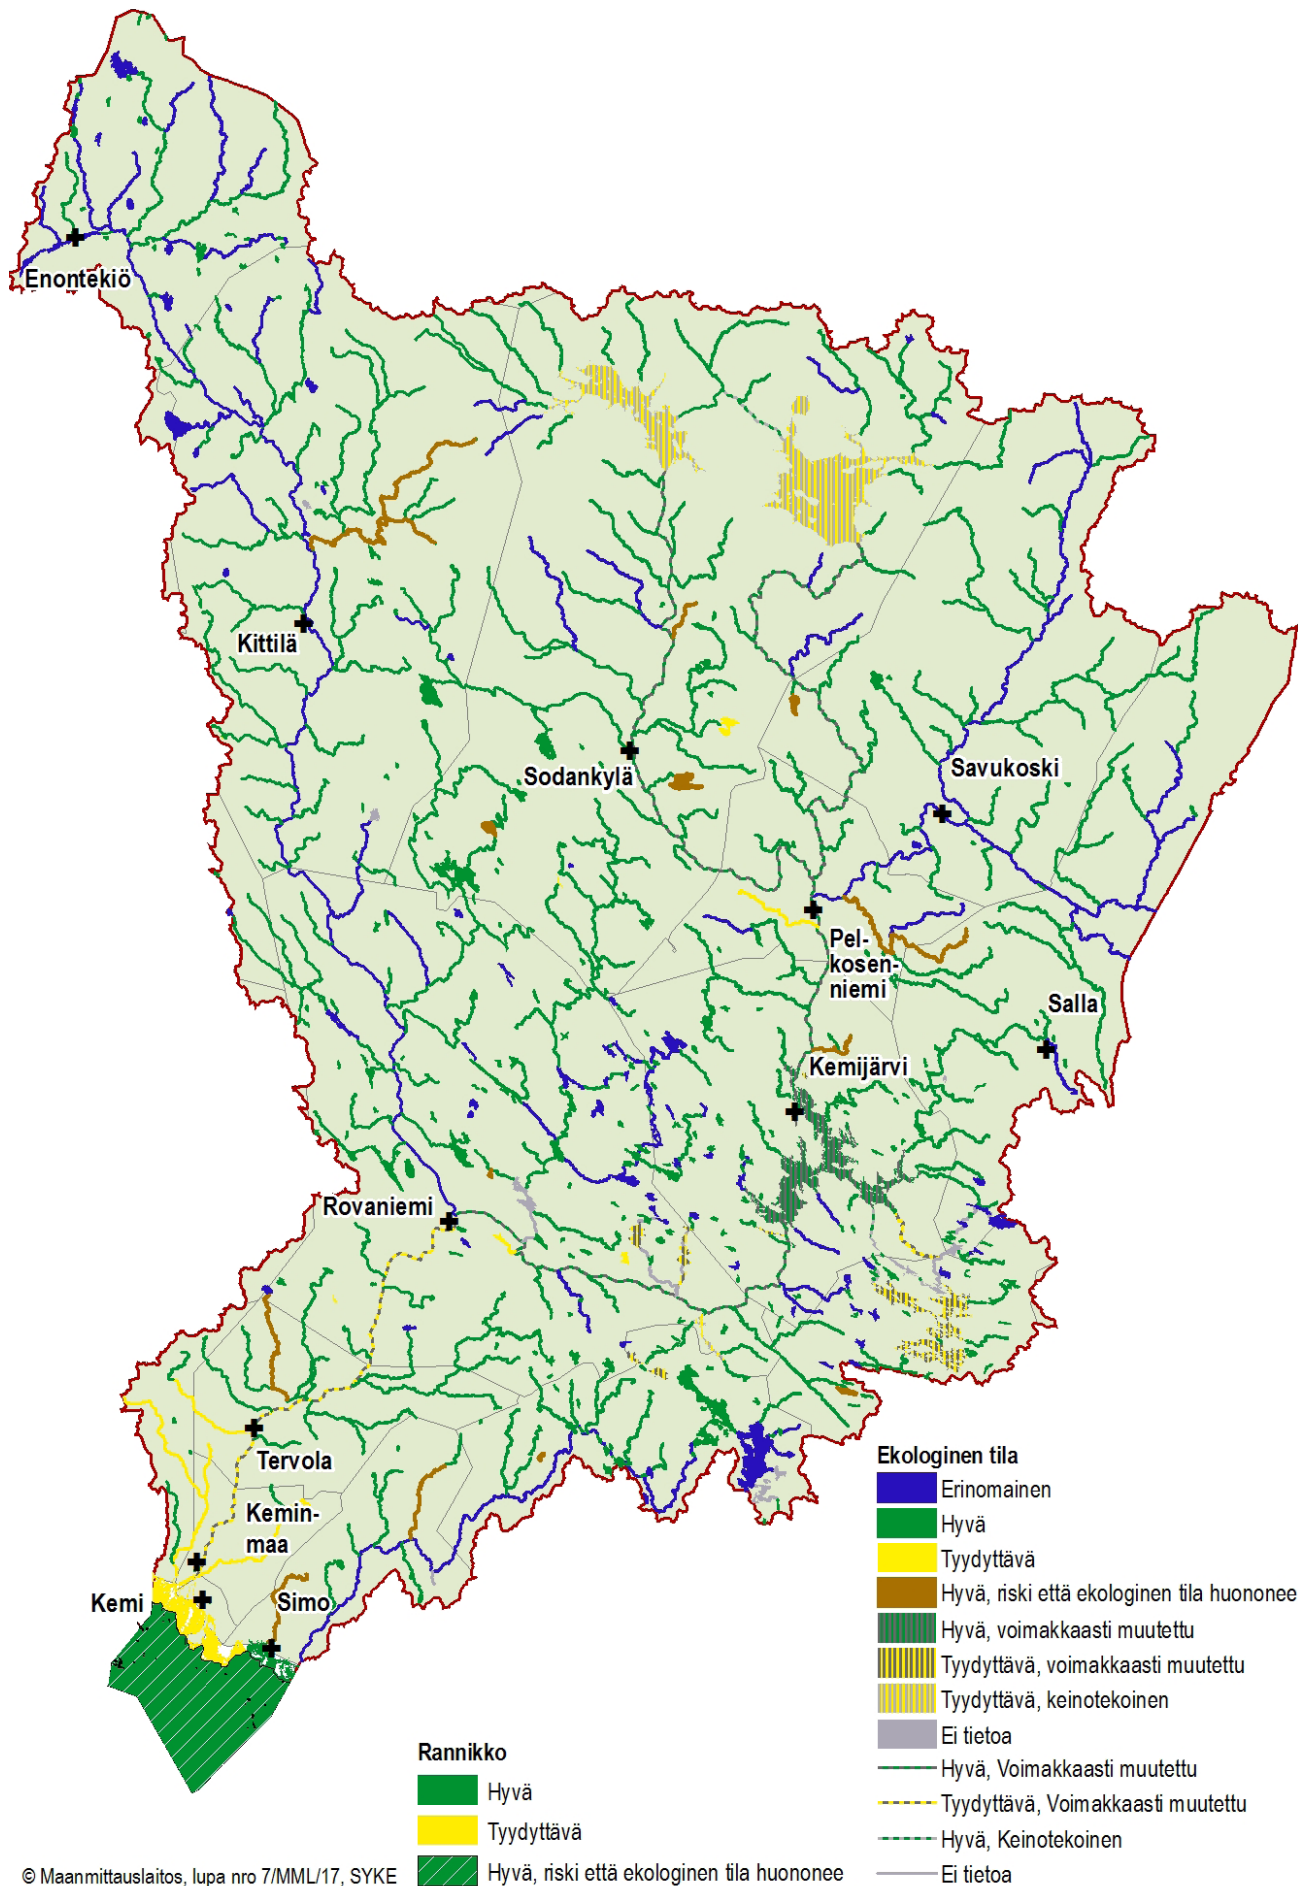 Enontekiö
Kittilä
Sodankylä
Savukoski
Pel-
kosen-
niemi
Salla
Kemijärvi
Rovaniemi
Tervola
Kemin-
maa
Kemi
Simo
Ekologinen tila
Erinomainen
Hyvä
Tyydyttävä
Hyvä, riski että ekologinen tila huononee
Hyvä, voimakkaasti muutettu
Tyydyttävä, voimakkaasti muutettu
Tyydyttävä, keinotekoinen
Ei tietoa
Hyvä, Voimakkaasti muutettu
Tyydyttävä, Voimakkaasti muutettu
Hyvä, Keinotekoinen
Ei tietoa
Rannikko
Hyvä
Tyydyttävä
Hyvä, riski että ekologinen tila huononee
© Maanmittauslaitos, lupa nro 7/MML/17, SYKE